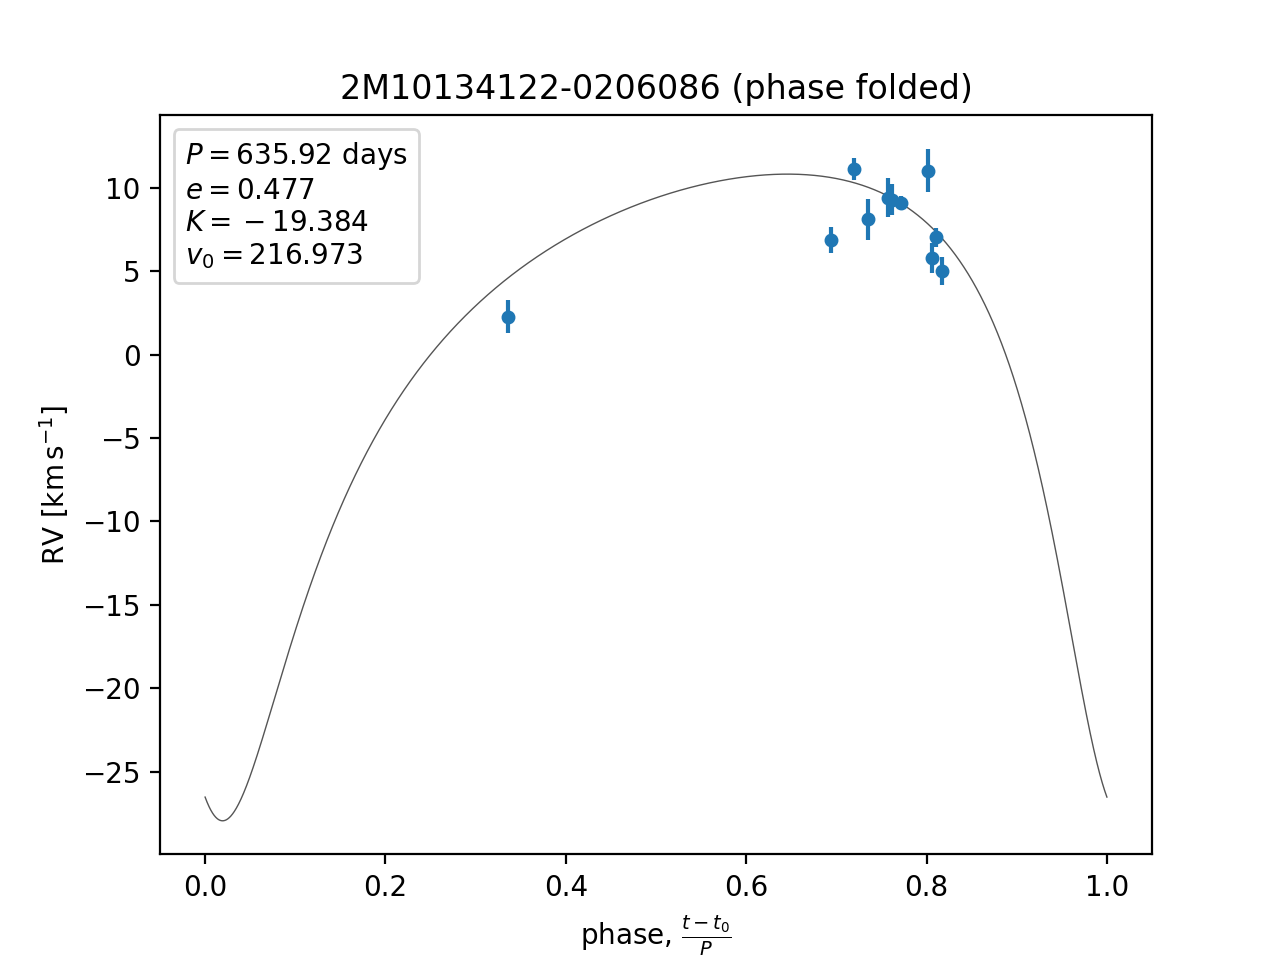 2M10134122-0206086 (phase folded)
P = 635.92 days
e = 0.477
K = −19.384
v₀ = 216.973
10
5
0
−5
−10
−15
−20
−25
RV [km s⁻¹]
0.0 0.2 0.4 0.6 0.8 1.0
phase, (t − t₀)/P